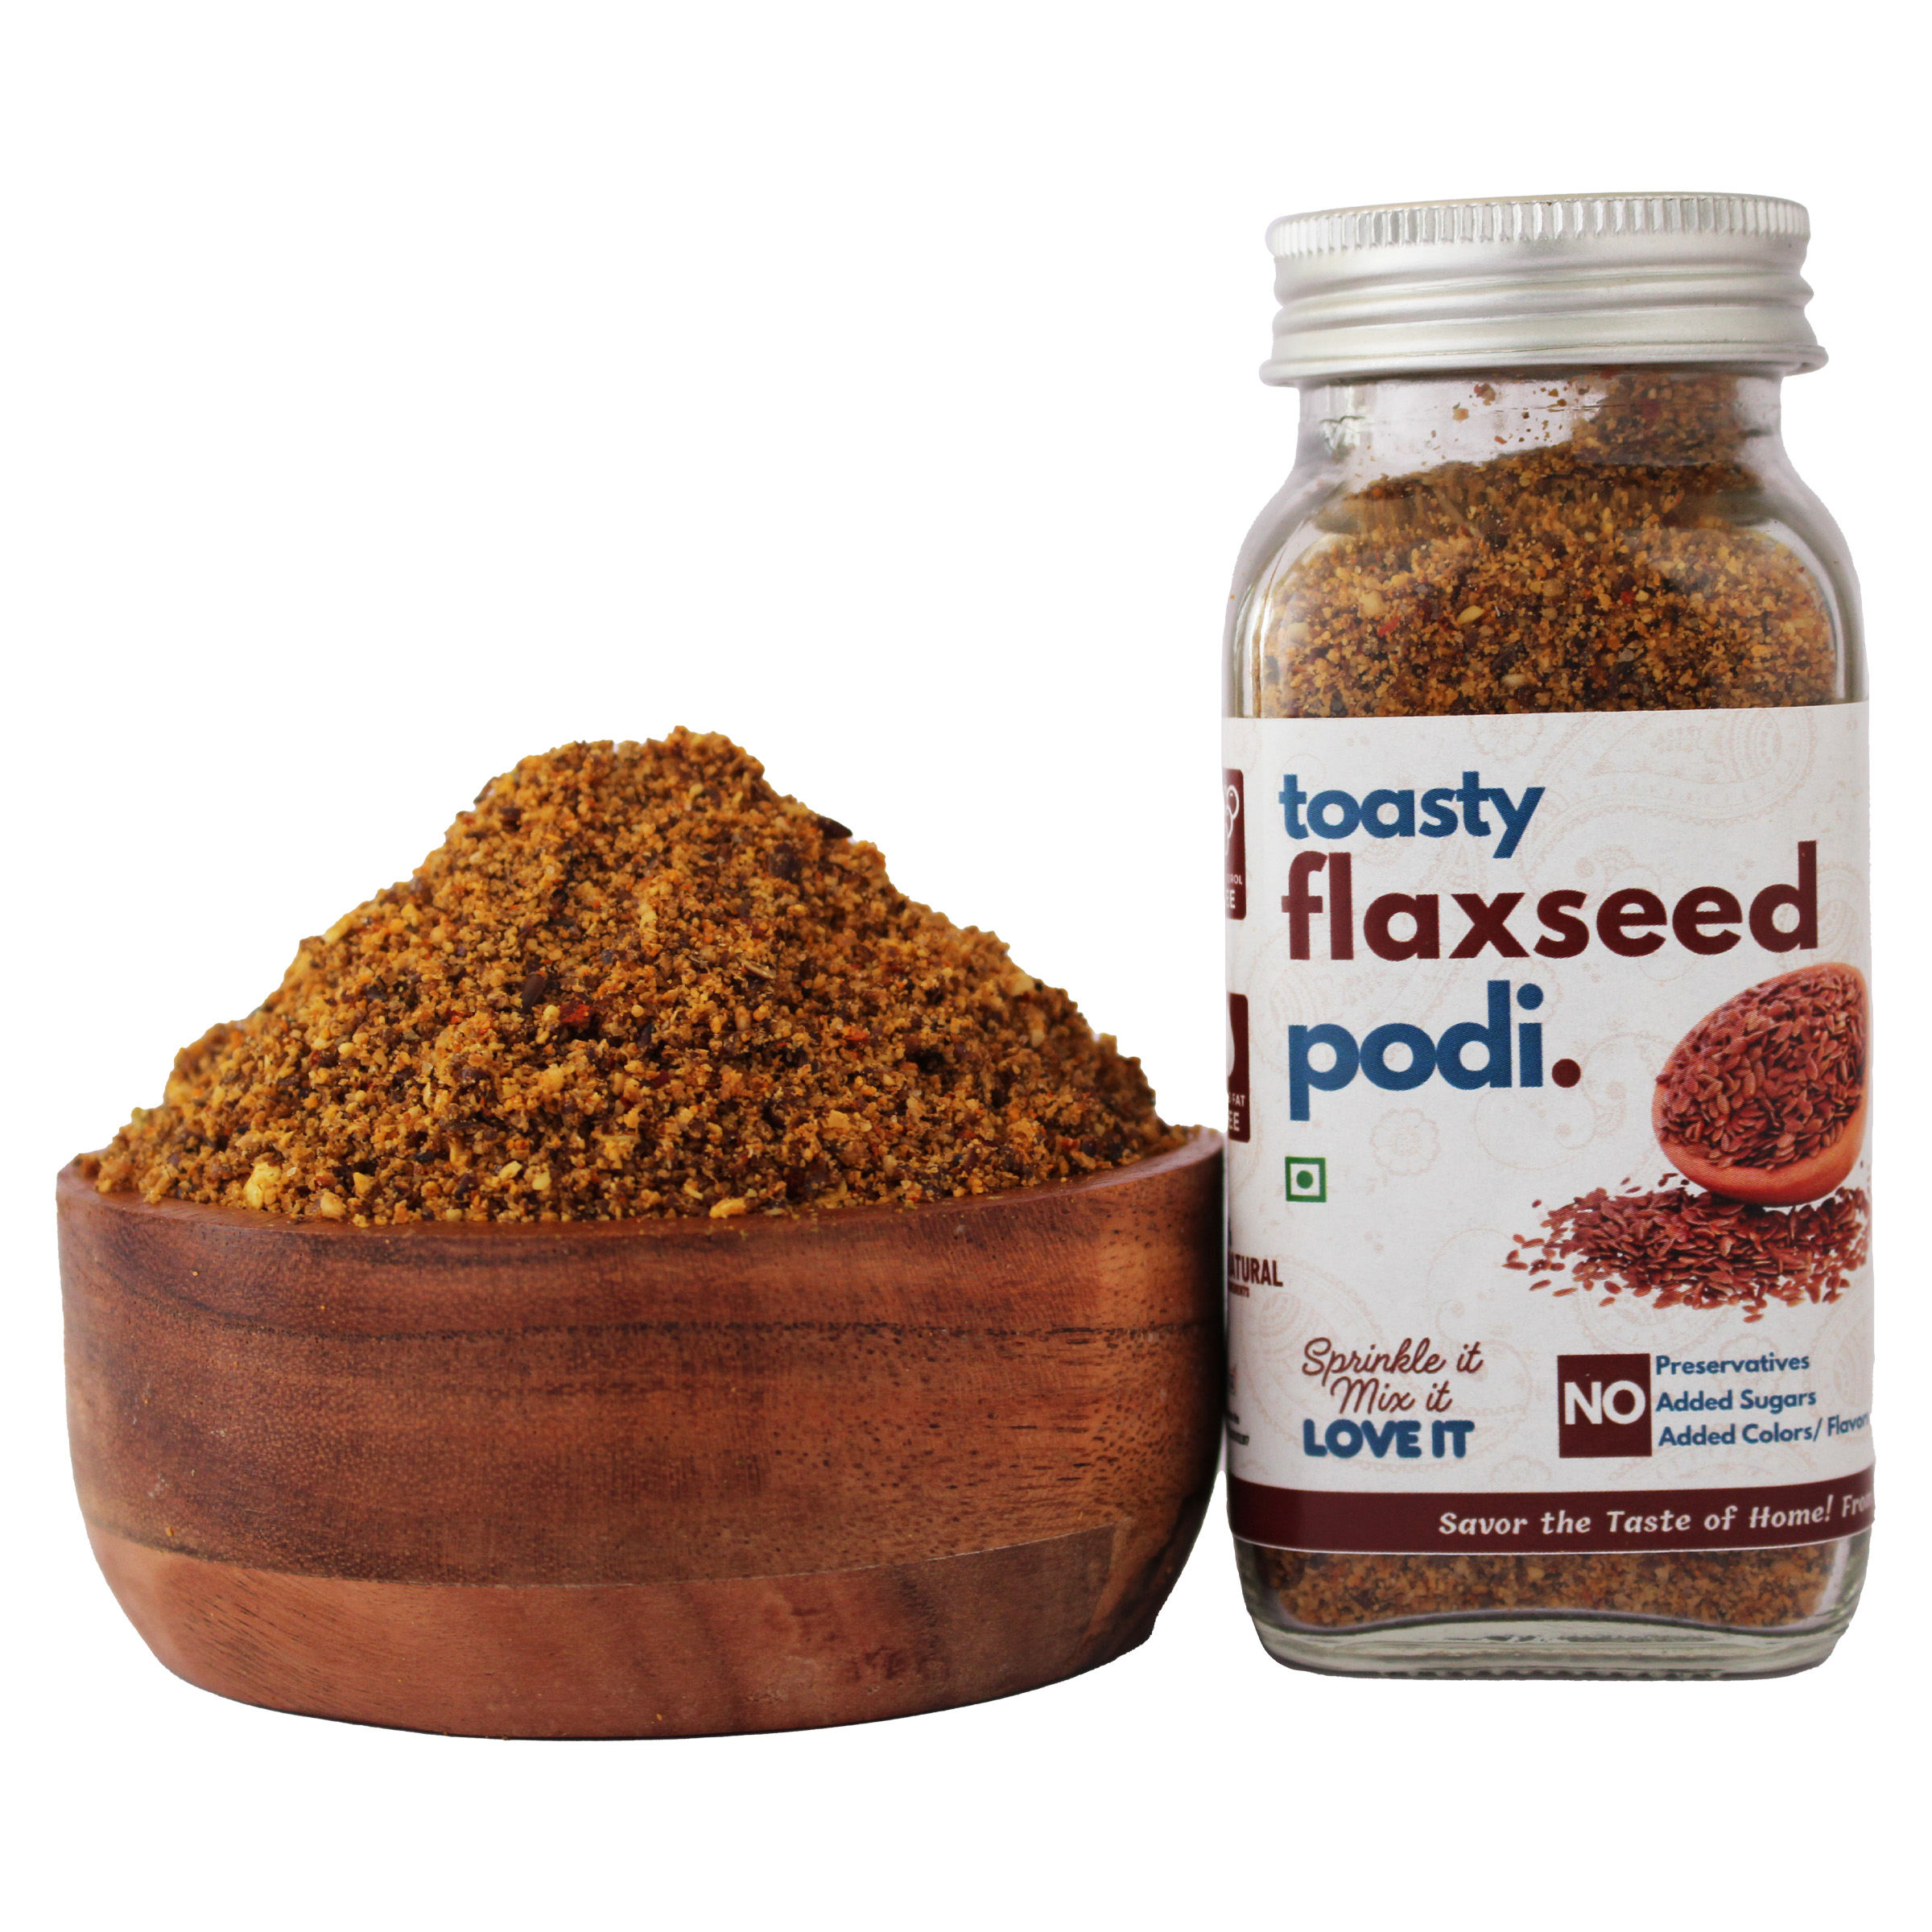 toasty
flaxseed
podi.
FAT
Sprinkle it
Mix it
LOVE IT
NO
Preservatives
Added Sugars
Added Colors/
Savor the Taste of Home!